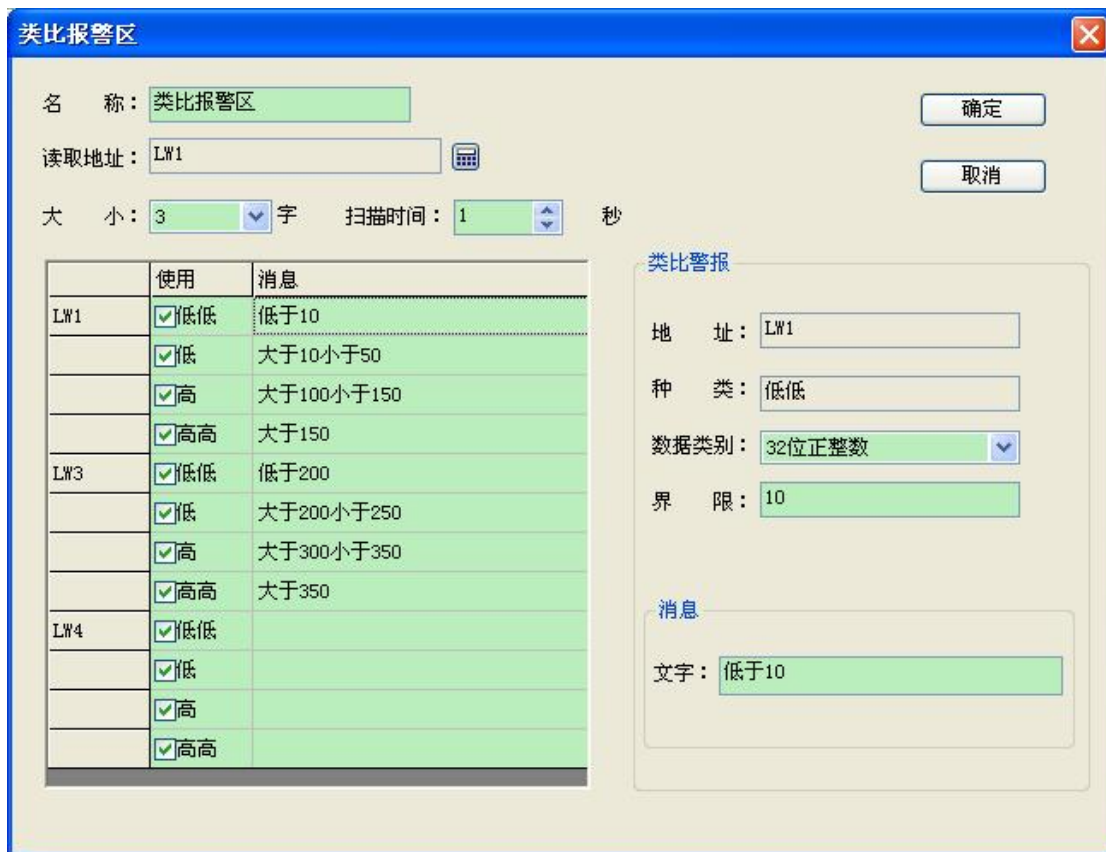 类比报警区
名 称：类比报警区
确定
读取地址：LW1
取消
大 小：3 字 扫描时间：1 秒
使用 消息
LW1 低低 低于10
低 大于10小于50
高 大于100小于150
高高 大于150
LW3 低低 低于200
低 大于200小于250
高 大于300小于350
高高 大于350
LW4 低低
低
高
高高
类比警报
地 址：LW1
种 类：低低
数据类别：32位正整数
界 限：10
消息
文字：低于10